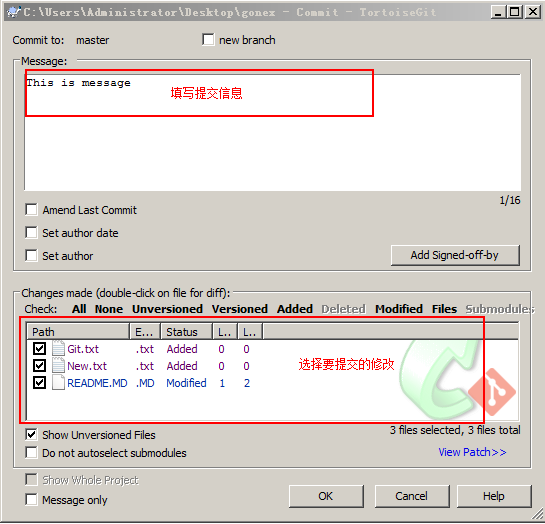 C:\Users\Administrator\Desktop\gonex - Commit - TortoiseGit
Commit to: master new branch
Message:
This is message
填写提交信息
1/16
Amend Last Commit
Set author date
Set author
Add Signed-off-by
Changes made (double-click on file for diff):
Check: All None Unversioned Versioned Added Deleted Modified Files Submodules
Path E... Status L.. L..
Git.txt .txt Added 0 0
New.txt .txt Added 0 0
README.MD .MD Modified 1 2
选择要提交的修改
Show Unversioned Files
3 files selected, 3 files total
Do not autoselect submodules
View Patch>>
Show Whole Project
Message only
OK Cancel Help